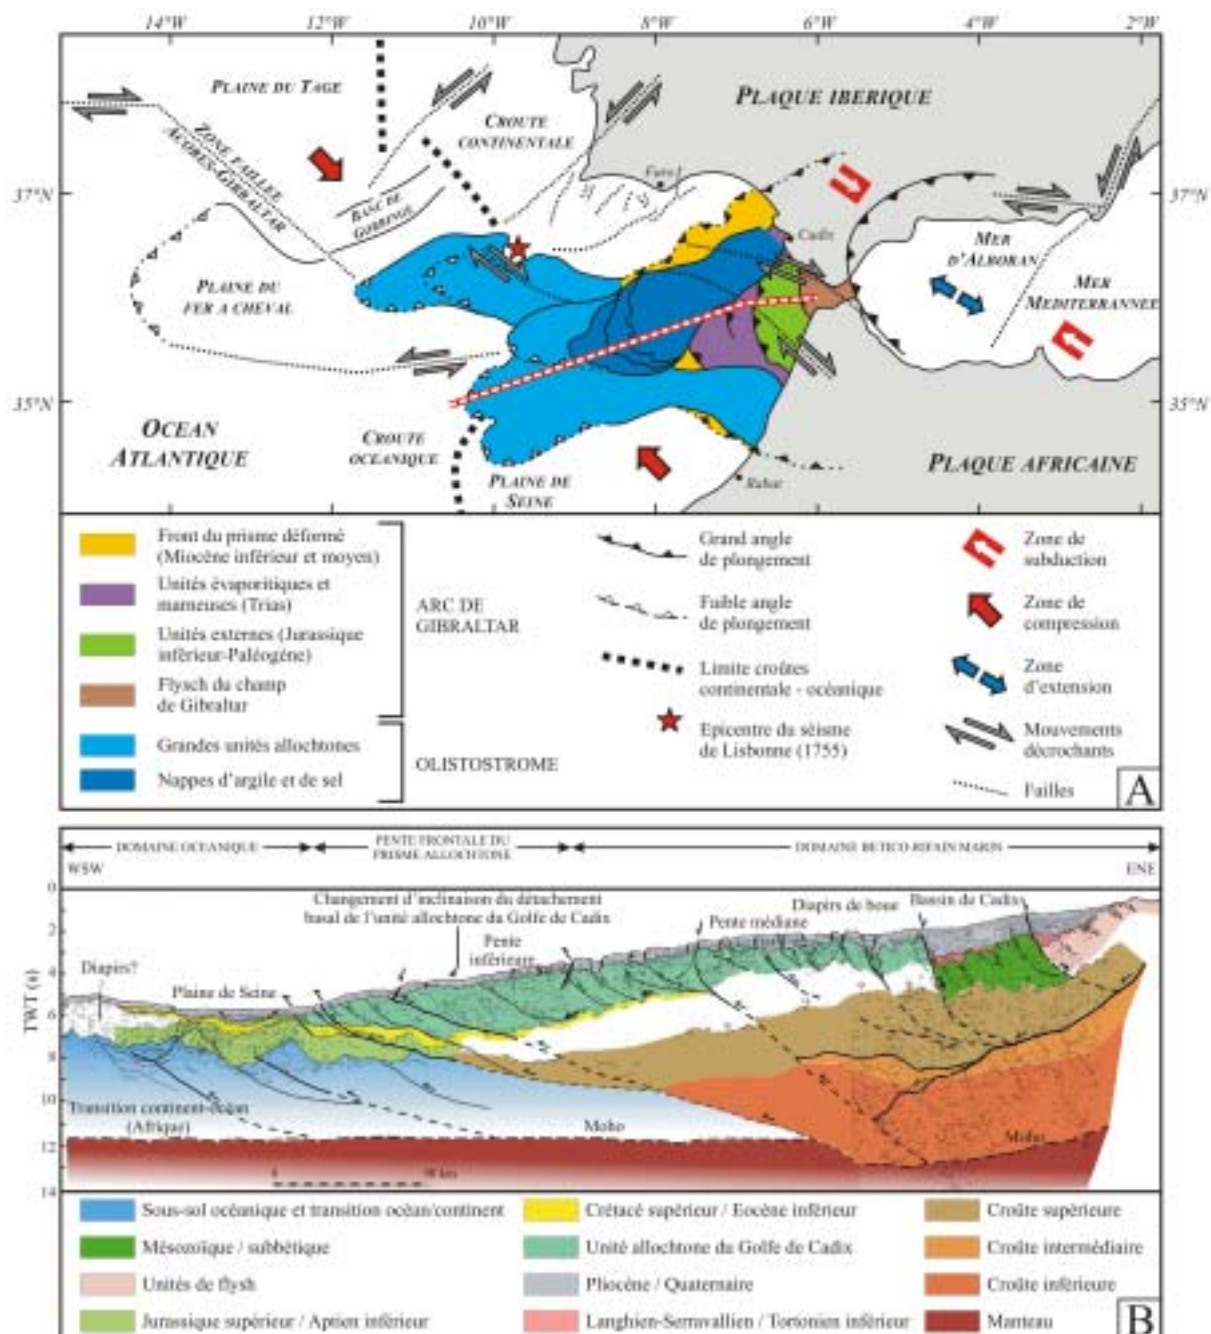 14°W 12°W 10°W 8°W 6°W 4°W 2°W
A
PLAINE DU TAGE
PLAQUE IBERIQUE
CROUTE
CONTINENTALE
ZONE FAILLEE
ACORES-GIBRALTAR
37°N
37°N
Faro
BANC DE
GORRINGE
Cadix
MER
D'ALBORAN
PLAINE DU
FER A CHEVAL
MER
MEDITERRANNEE
35°N
35°N
OCEAN
ATLANTIQUE
CROUTE
OCEANIQUE
PLAINE DE
SEINE
PLAQUE AFRICAINE
Rabat
Front du prisme déformé
(Miocène inférieur et moyen)
Unités évaporitiques et
marneuses (Trias)
Unités externes (Jurassique
inférieur-Paléogène)
Flysch du champ
de Gibraltar
ARC DE
GIBRALTAR
Grandes unités allochtones
Nappes d'argile et de sel
OLISTOSTROME
Grand angle
de plongement
Faible angle
de plongement
Limite croûtes
continentale - océanique
Epicentre du séisme
de Lisbonne (1755)
Zone de
subduction
Zone de
compression
Zone
d'extension
Mouvements
décrochants
Failles
A
B
DOMAINE OCEANIQUE
PENTE FRONTALE DU
PRISME ALLOCHTONE
DOMAINE BETICO-RIFAIN MARIN
WSW
ENE
0
2
4
6
8
10
12
14
TWT (s)
Changement d'inclinaison du détachement
basal de l'unité allochtone du Golfe de Cadix
Diapirs de boue
Bassin de Cadix
Pente médiane
Pente
inférieure
Diapirs?
Plaine de Seine
Transition continent-océan
(Afrique)
Moho
Moho
Sous-sol océanique et transition océan/continent
Mésozoïque / subbétique
Unités de flysh
Jurassique supérieur / Aptien inférieur
Crétacé supérieur / Eocène inférieur
Unité allochtone du Golfe de Cadix
Pliocène / Quaternaire
Langhien-Serravallien / Tortonien inférieur
Croûte supérieure
Croûte intermédiaire
Croûte inférieure
Manteau
B